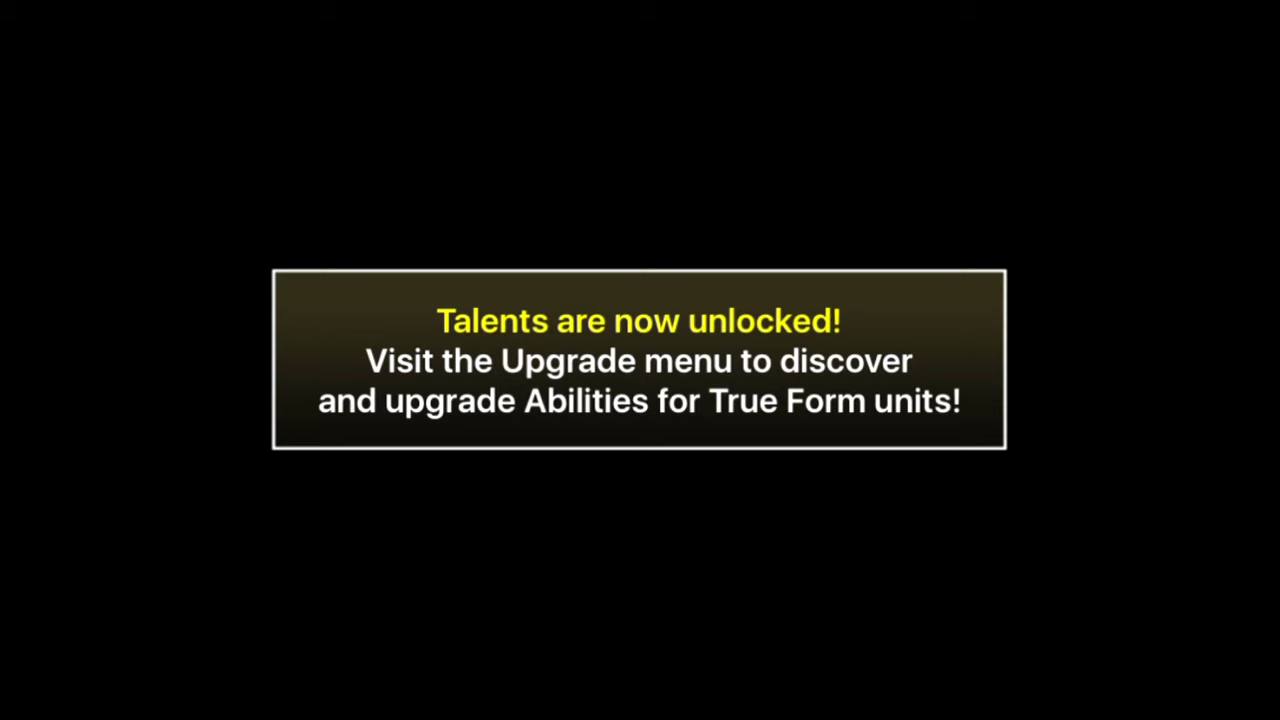 Talents are now unlocked!
Visit the Upgrade menu to discover
and upgrade Abilities for True Form units!